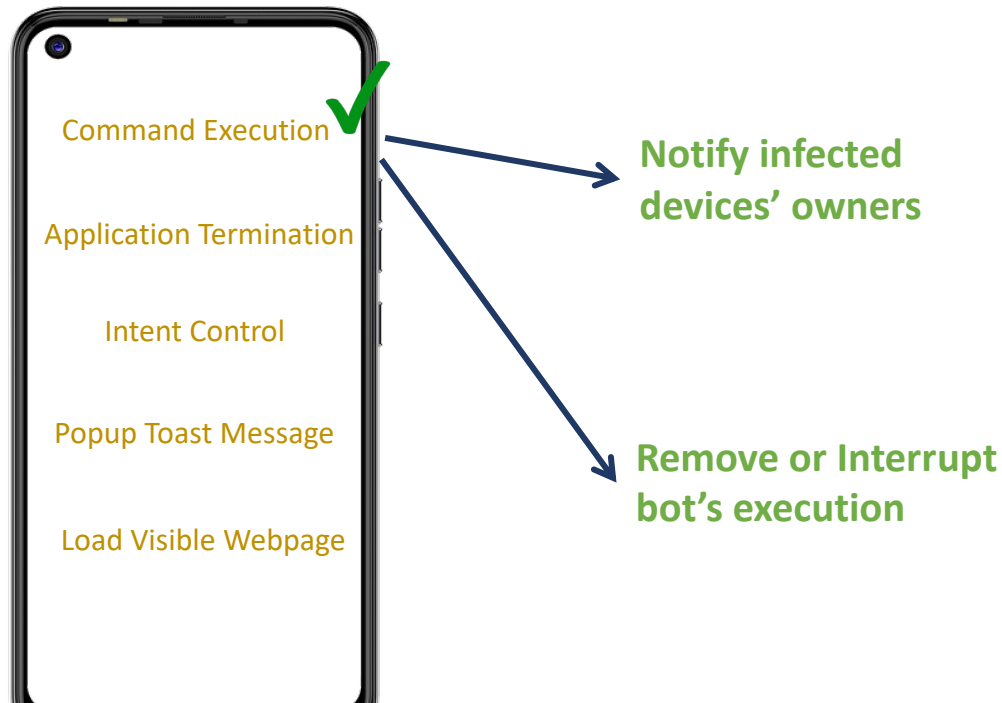 Command Execution
Application Termination
Intent Control
Popup Toast Message
Load Visible Webpage
Notify infected
devices’ owners
Remove or Interrupt
bot’s execution